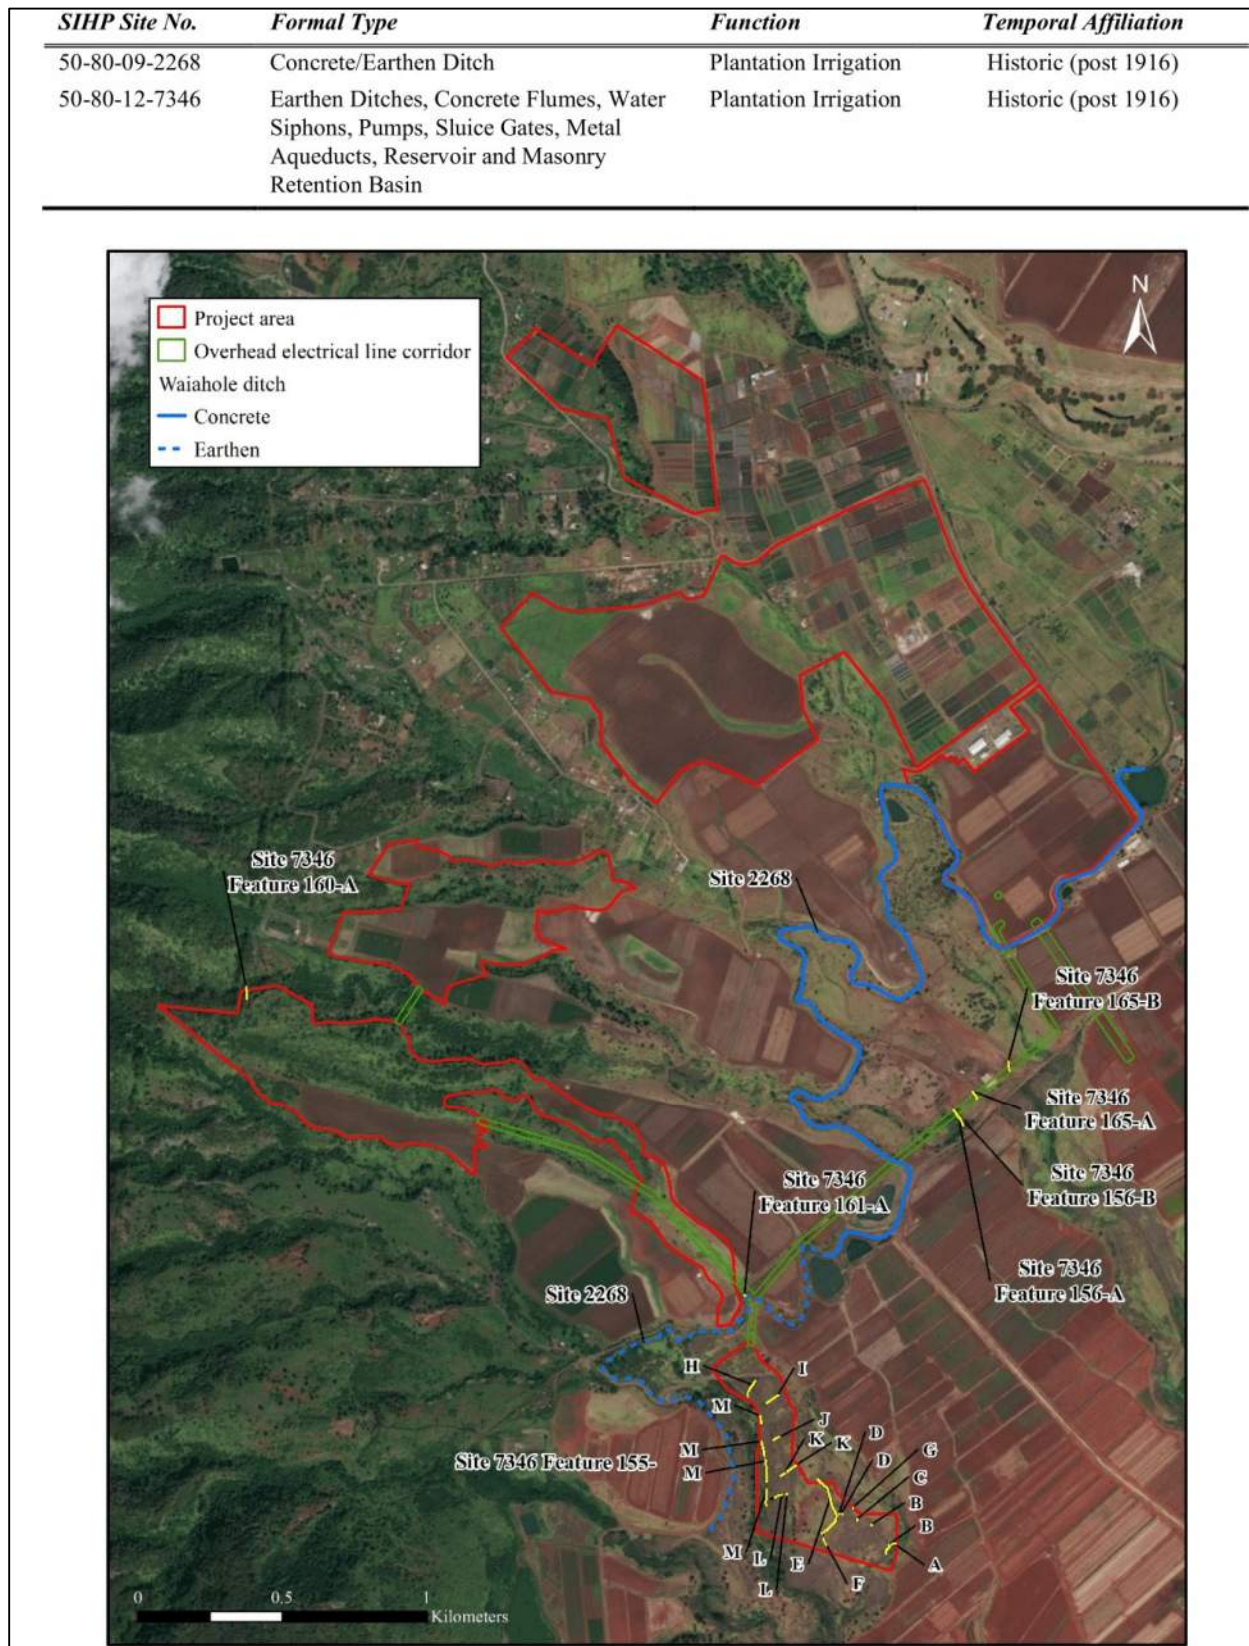 SIHP Site No. Formal Type Function Temporal Affiliation
50-80-09-2268 Concrete/Earthen Ditch Plantation Irrigation Historic (post 1916)
50-80-12-7346 Earthen Ditches, Concrete Flumes, Water Plantation Irrigation Historic (post 1916)
Siphons, Pumps, Sluice Gates, Metal
Aqueducts, Reservoir and Masonry
Retention Basin
N
Project area
Overhead electrical line corridor
Waiahole ditch
Concrete
Earthen
Site 7346
Feature 160-A
Site 2268
Site 7346
Feature 165-B
Site 7346
Feature 165-A
Site 7346
Feature 156-B
Site 7346
Feature 161-A
Site 7346
Feature 156-A
Site 2268
H
I
M
J
D
K
K
D
G
M
Site 7346 Feature 155-
M
C
B
B
M
L
E
F
A
L
0 0.5 1
Kilometers